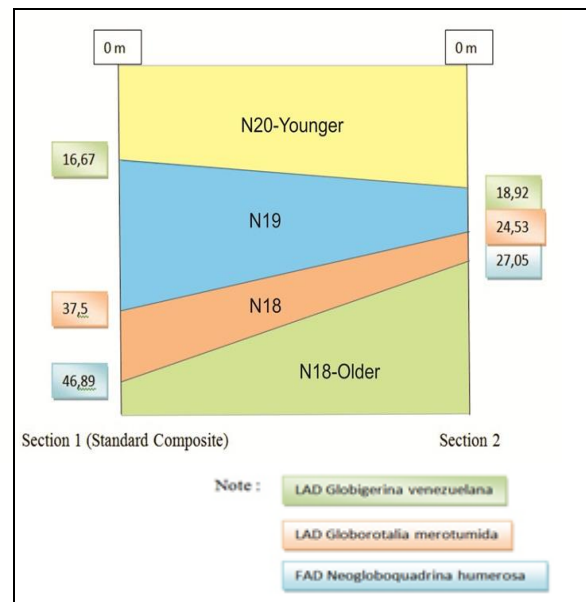 0 m
0 m
N20-Younger
16,67
18,92
N19
24,53
27,05
37,5
N18
46,89
N18-Older
Section 1 (Standard Composite)
Section 2
Note :
LAD Globigerina venezuelana
LAD Globorotalia merotumida
FAD Neogloboquadrina humerosa